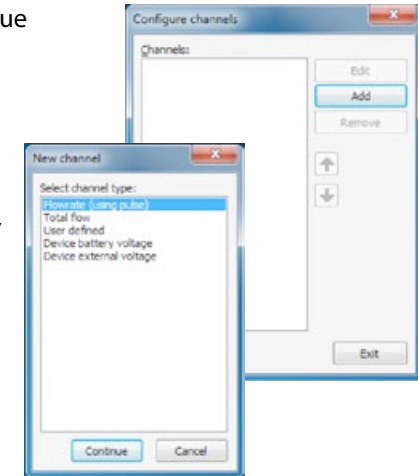 ue
Configure channels
Channels:
Edit
Add
Remove
Exit
New channel
Select channel type:
Flowrate (using pulse)
Total flow
User defined
Device battery voltage
Device external voltage
Continue
Cancel